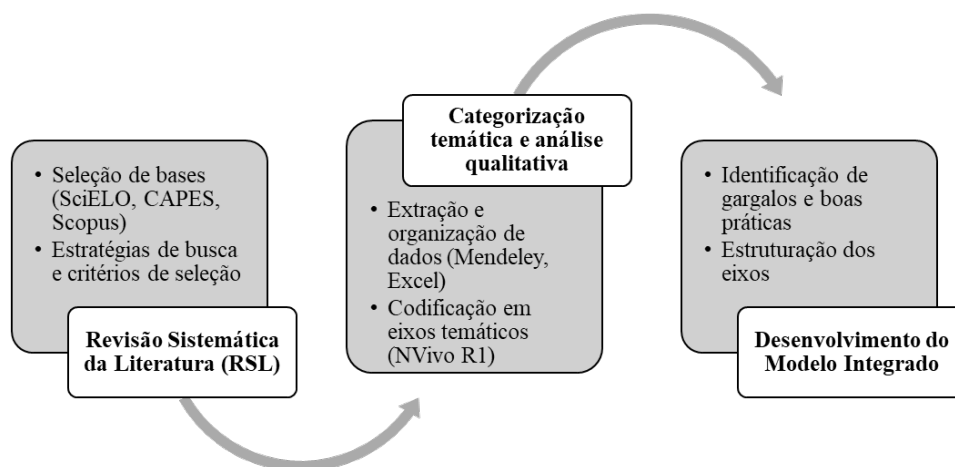 • Seleção de bases
(SciELO, CAPES,
Scopus)
• Estratégias de busca
e critérios de seleção
Revisão Sistemática
da Literatura (RSL)
Categorização
temática e análise
qualitativa
• Extração e
organização de
dados (Mendeley,
Excel)
• Codificação em
eixos temáticos
(NVivo R1)
• Identificação de
gargalos e boas
práticas
• Estruturação dos
eixos
Desenvolvimento do
Modelo Integrado